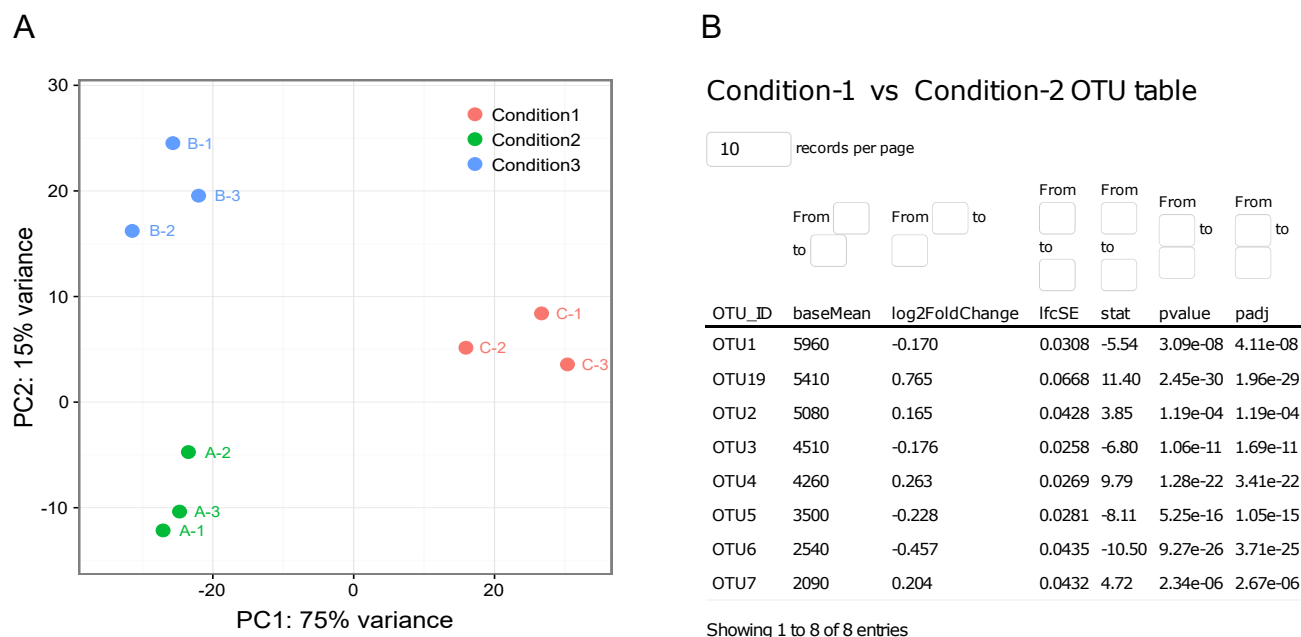 A
30
20
10
0
-10
-20
0
20
PC2: 15% variance
PC1: 75% variance
Condition1
Condition2
Condition3
B-1
B-3
B-2
C-1
C-2
C-3
A-2
A-3
A-1
B
Condition-1 vs Condition-2 OTU table
10 records per page
From to
From to
From to
From to
From to
From to
OTU_ID baseMean log2FoldChange lfcSE stat pvalue padj
OTU1 5960 -0.170 0.0308 -5.54 3.09e-08 4.11e-08
OTU19 5410 0.765 0.0668 11.40 2.45e-30 1.96e-29
OTU2 5080 0.165 0.0428 3.85 1.19e-04 1.19e-04
OTU3 4510 -0.176 0.0258 -6.80 1.06e-11 1.69e-11
OTU4 4260 0.263 0.0269 9.79 1.28e-22 3.41e-22
OTU5 3500 -0.228 0.0281 -8.11 5.25e-16 1.05e-15
OTU6 2540 -0.457 0.0435 -10.50 9.27e-26 3.71e-25
OTU7 2090 0.204 0.0432 4.72 2.34e-06 2.67e-06
Showing 1 to 8 of 8 entries